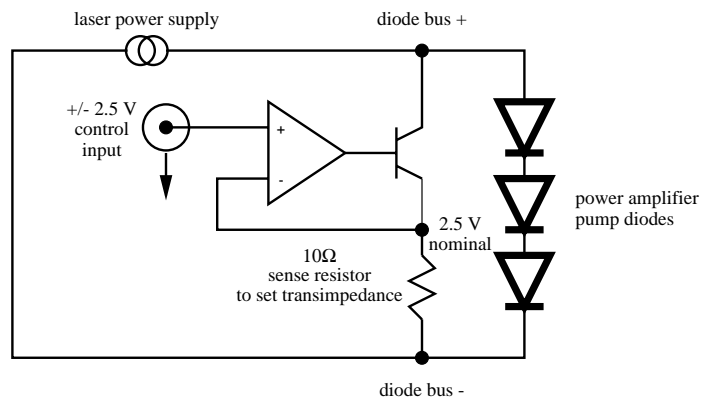 laser power supply
diode bus +
+/- 2.5 V
control
input
+
-
2.5 V
nominal
power amplifier
pump diodes
10Ω
sense resistor
to set transimpedance
diode bus -